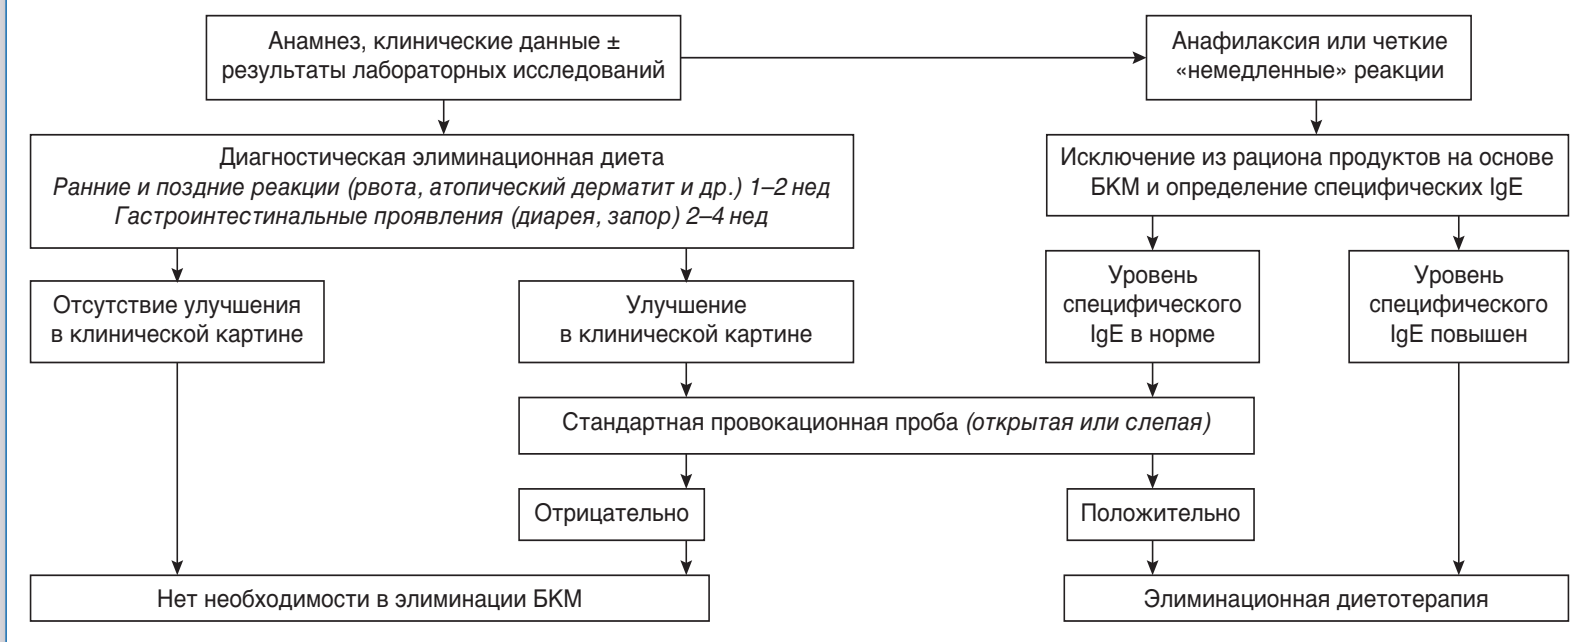 Анамнез, клинические данные ±
результаты лабораторных исследований
Анафилаксия или четкие
«немедленные» реакции
Диагностическая элиминационная диета
Ранние и поздние реакции (рвота, атопический дерматит и др.) 1–2 нед
Гастроинтестинальные проявления (диарея, запор) 2–4 нед
Исключение из рациона продуктов на основе
БКМ и определение специфических IgE
Отсутствие улучшения
в клинической картине
Улучшение
в клинической картине
Уровень
специфического
IgE в норме
Уровень
специфического
IgE повышен
Стандартная провокационная проба (открытая или слепая)
Отрицательно
Положительно
Нет необходимости в элиминации БКМ
Элиминационная диетотерапия